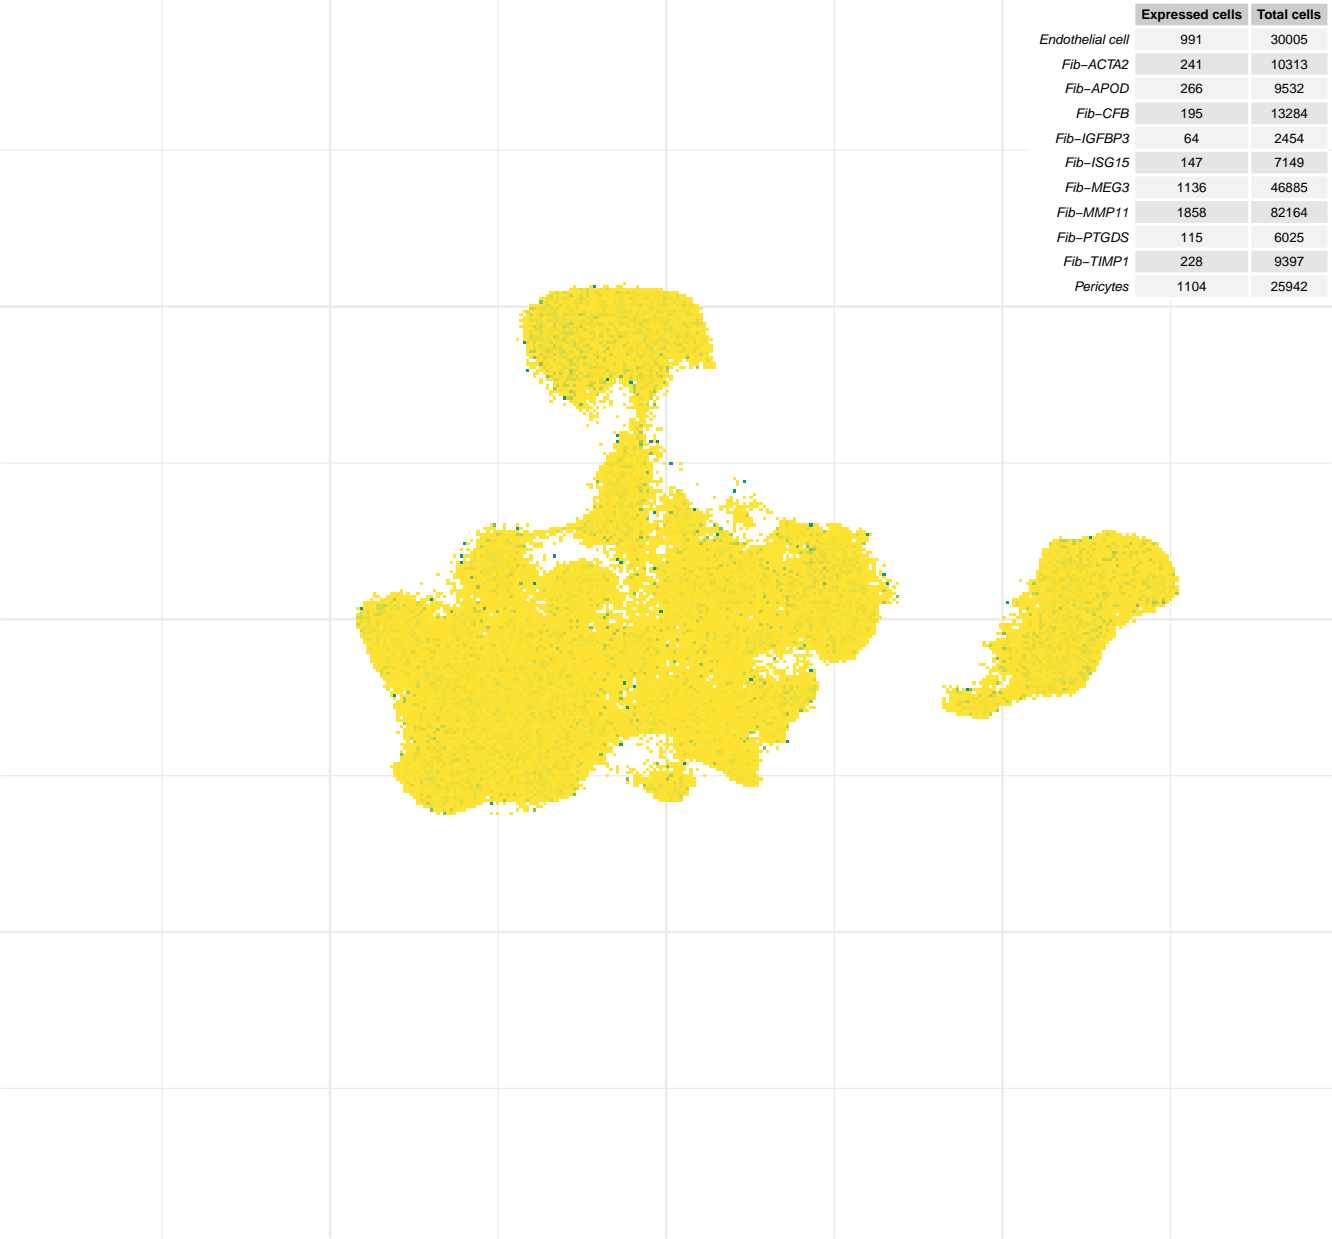 Expressed cells Total cells
Endothelial cell 991 30005
Fib−ACTA2 241 10313
Fib−APOD 266 9532
Fib−CFB 195 13284
Fib−IGFBP3 64 2454
Fib−ISG15 147 7149
Fib−MEG3 1136 46885
Fib−MMP11 1858 82164
Fib−PTGDS 115 6025
Fib−TIMP1 228 9397
Pericytes 1104 25942